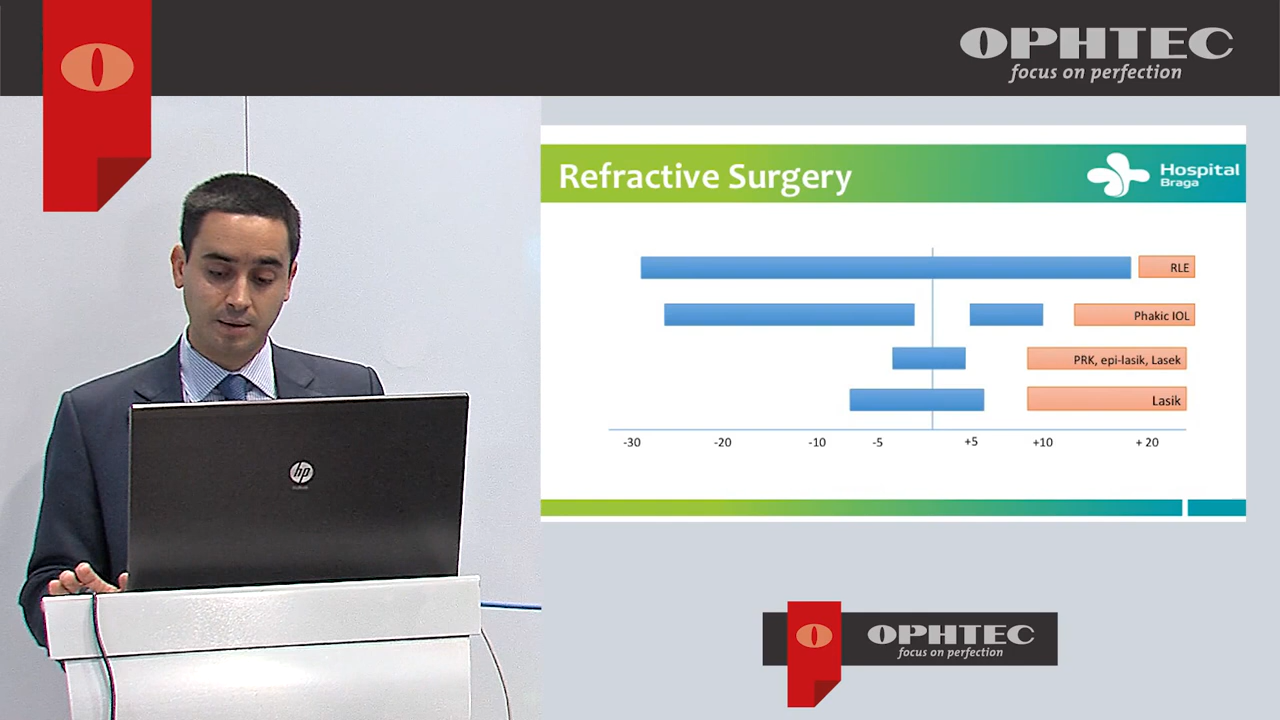 OPHTEC
focus on perfection
Refractive Surgery
Hospital
Braga
RLE
Phakic IOL
PRK, epi-lasik, Lasek
Lasik
-30 -20 -10 -5 +5 +10 + 20
hp
OPHTEC
focus on perfection